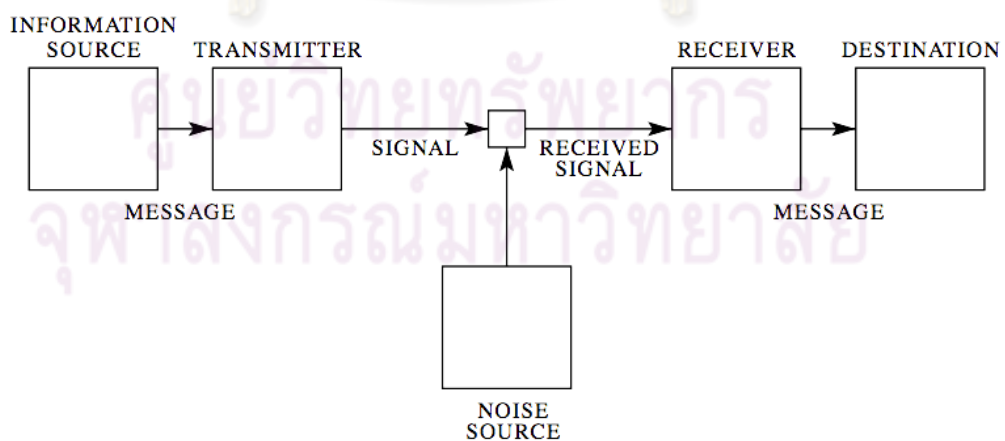 INFORMATION
SOURCE
TRANSMITTER
RECEIVER
DESTINATION
SIGNAL
RECEIVED
SIGNAL
MESSAGE
MESSAGE
NOISE
SOURCE
ศูนย์วิทยทรัพยากร
จุฬาลงกรณ์มหาวิทยาลัย